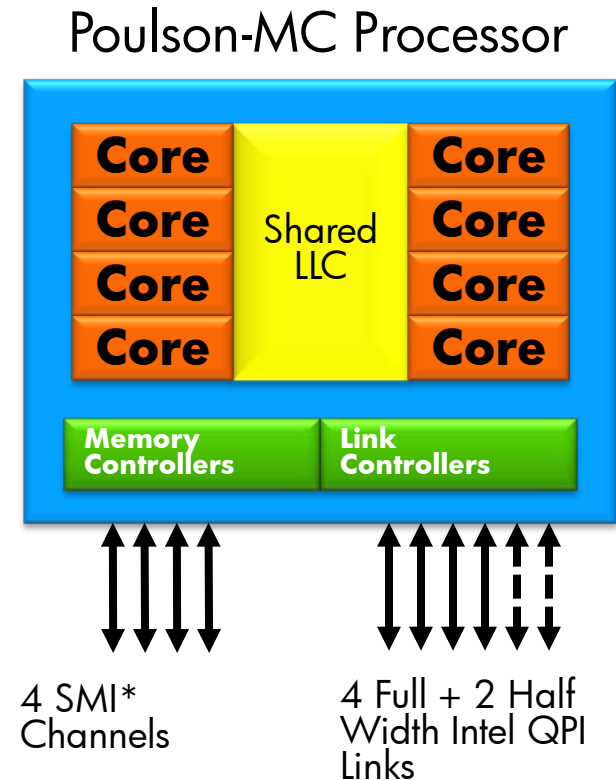 Poulson-MC Processor
Core
Core
Core
Core
Shared
LLC
Core
Core
Core
Core
Memory
Controllers
Link
Controllers
4 SMI*
Channels
4 Full + 2 Half
Width Intel QPI
Links